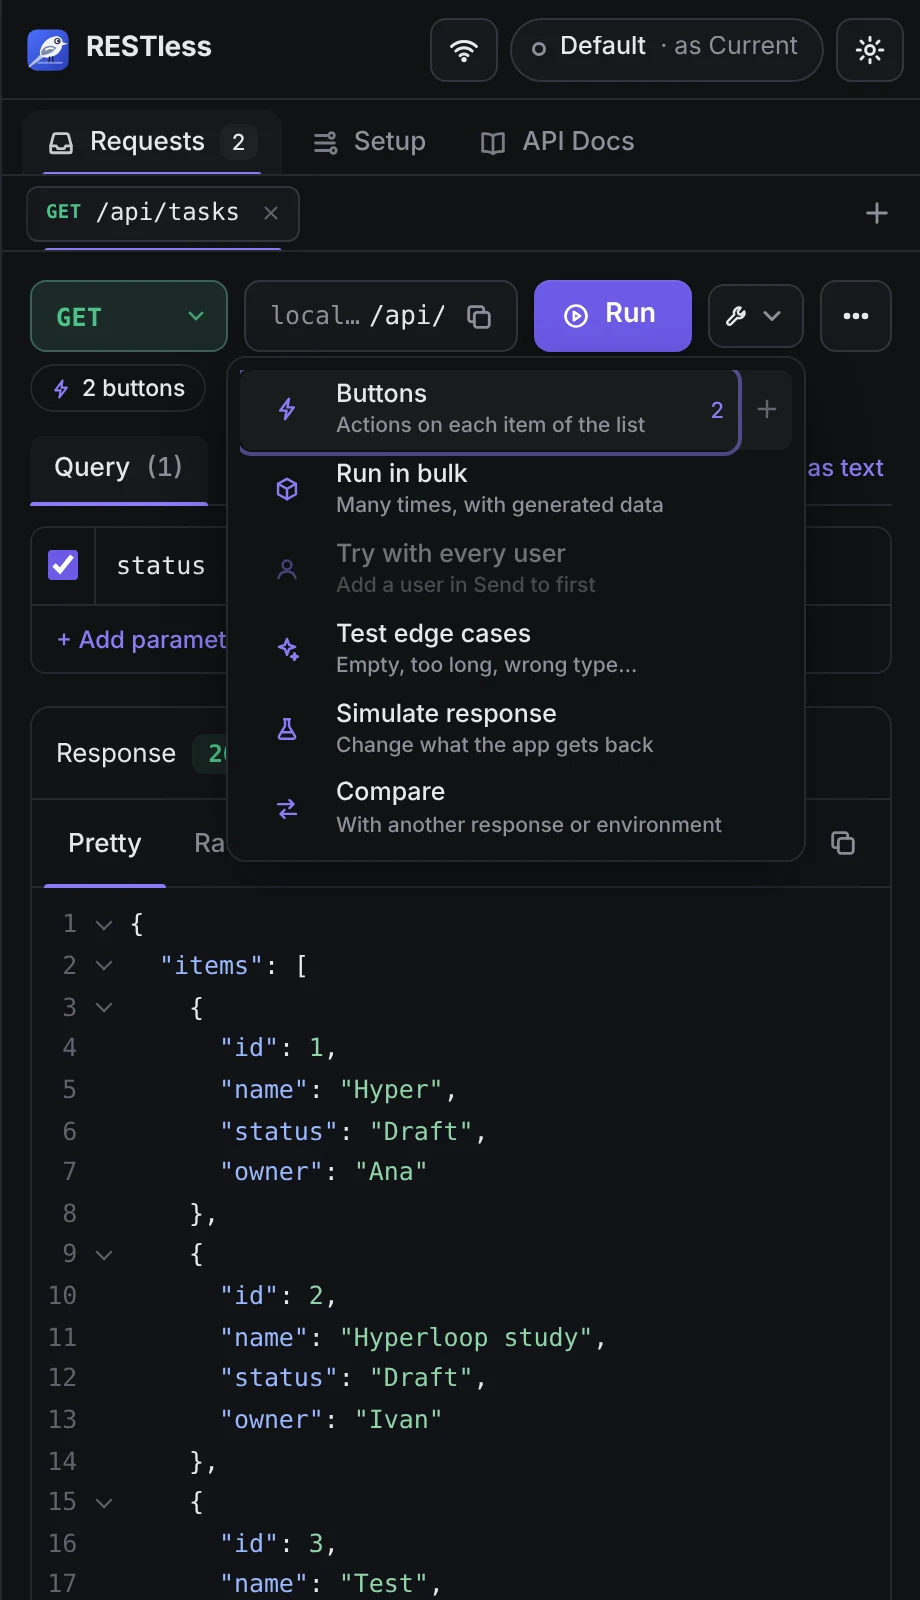 RESTless
Default · as Current
Requests 2
Setup
API Docs
GET /api/tasks
GET
local… /api/
Run
2 buttons
Buttons
Actions on each item of the list
2
Run in bulk
Many times, with generated data
Try with every user
Add a user in Send to first
Test edge cases
Empty, too long, wrong type…
Simulate response
Change what the app gets back
Compare
With another response or environment
Query (1)
as text
status
+ Add paramet
Response
Pretty
Ra
1 {
2 "items": [
3 {
4 "id": 1,
5 "name": "Hyper",
6 "status": "Draft",
7 "owner": "Ana"
8 },
9 {
10 "id": 2,
11 "name": "Hyperloop study",
12 "status": "Draft",
13 "owner": "Ivan"
14 },
15 {
16 "id": 3,
17 "name": "Test",